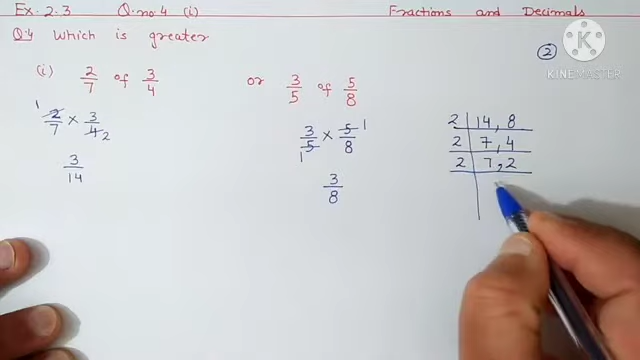 Ex. 2.3 Q.no.4 (i) Fractions and Decimals
Q.4 Which is greater
(i) 2/7 of 3/4 or 3/5 of 5/8
2/7 × 3/4 1 2
3/14
3/5 × 5/8 1 1
3/8
2
2 | 14, 8
2 | 7, 4
2 | 7, 2
KINEMASTER